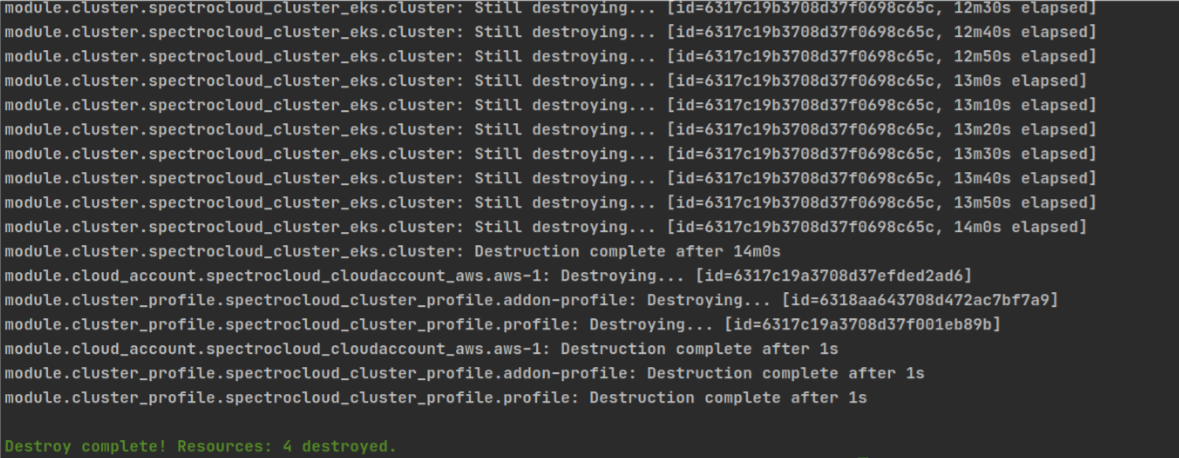 module.cluster.spectrocloud_cluster_eks.cluster: Still destroying... [id=6317c19b3708d37f0698c65c, 12m30s elapsed]
module.cluster.spectrocloud_cluster_eks.cluster: Still destroying... [id=6317c19b3708d37f0698c65c, 12m40s elapsed]
module.cluster.spectrocloud_cluster_eks.cluster: Still destroying... [id=6317c19b3708d37f0698c65c, 12m50s elapsed]
module.cluster.spectrocloud_cluster_eks.cluster: Still destroying... [id=6317c19b3708d37f0698c65c, 13m0s elapsed]
module.cluster.spectrocloud_cluster_eks.cluster: Still destroying... [id=6317c19b3708d37f0698c65c, 13m10s elapsed]
module.cluster.spectrocloud_cluster_eks.cluster: Still destroying... [id=6317c19b3708d37f0698c65c, 13m20s elapsed]
module.cluster.spectrocloud_cluster_eks.cluster: Still destroying... [id=6317c19b3708d37f0698c65c, 13m30s elapsed]
module.cluster.spectrocloud_cluster_eks.cluster: Still destroying... [id=6317c19b3708d37f0698c65c, 13m40s elapsed]
module.cluster.spectrocloud_cluster_eks.cluster: Still destroying... [id=6317c19b3708d37f0698c65c, 13m50s elapsed]
module.cluster.spectrocloud_cluster_eks.cluster: Still destroying... [id=6317c19b3708d37f0698c65c, 14m0s elapsed]
module.cluster.spectrocloud_cluster_eks.cluster: Destruction complete after 14m0s
module.cloud_account.spectrocloud_cloudaccount_aws.aws-1: Destroying... [id=6317c19a3708d37efded2ad6]
module.cluster_profile.spectrocloud_cluster_profile.addon-profile: Destroying... [id=6318aa643708d472ac7bf7a9]
module.cluster_profile.spectrocloud_cluster_profile.profile: Destroying... [id=6317c19a3708d37f001eb89b]
module.cloud_account.spectrocloud_cloudaccount_aws.aws-1: Destruction complete after 1s
module.cluster_profile.spectrocloud_cluster_profile.addon-profile: Destruction complete after 1s
module.cluster_profile.spectrocloud_cluster_profile.profile: Destruction complete after 1s
Destroy complete! Resources: 4 destroyed.